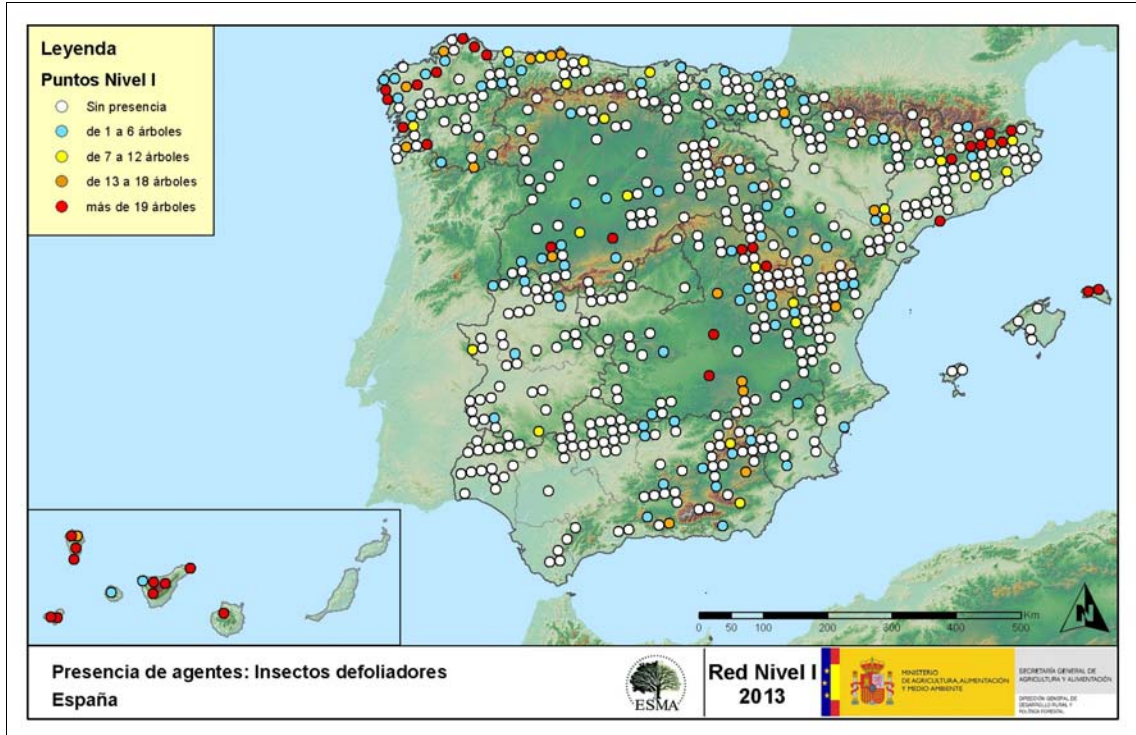 Leyenda
Puntos Nivel I
Sin presencia
de 1 a 6 árboles
de 7 a 12 árboles
de 13 a 18 árboles
más de 19 árboles
N
Km
0 50 100 200 300 400 500
Presencia de agentes: Insectos defoliadores
España
ESMA
Red Nivel I
2013
MINISTERIO
DE AGRICULTURA, ALIMENTACIÓN
Y MEDIO AMBIENTE
SECRETARÍA GENERAL DE
AGRICULTURA Y ALIMENTACIÓN
DIRECCIÓN GENERAL DE
DESARROLLO RURAL Y
POLÍTICA FORESTAL